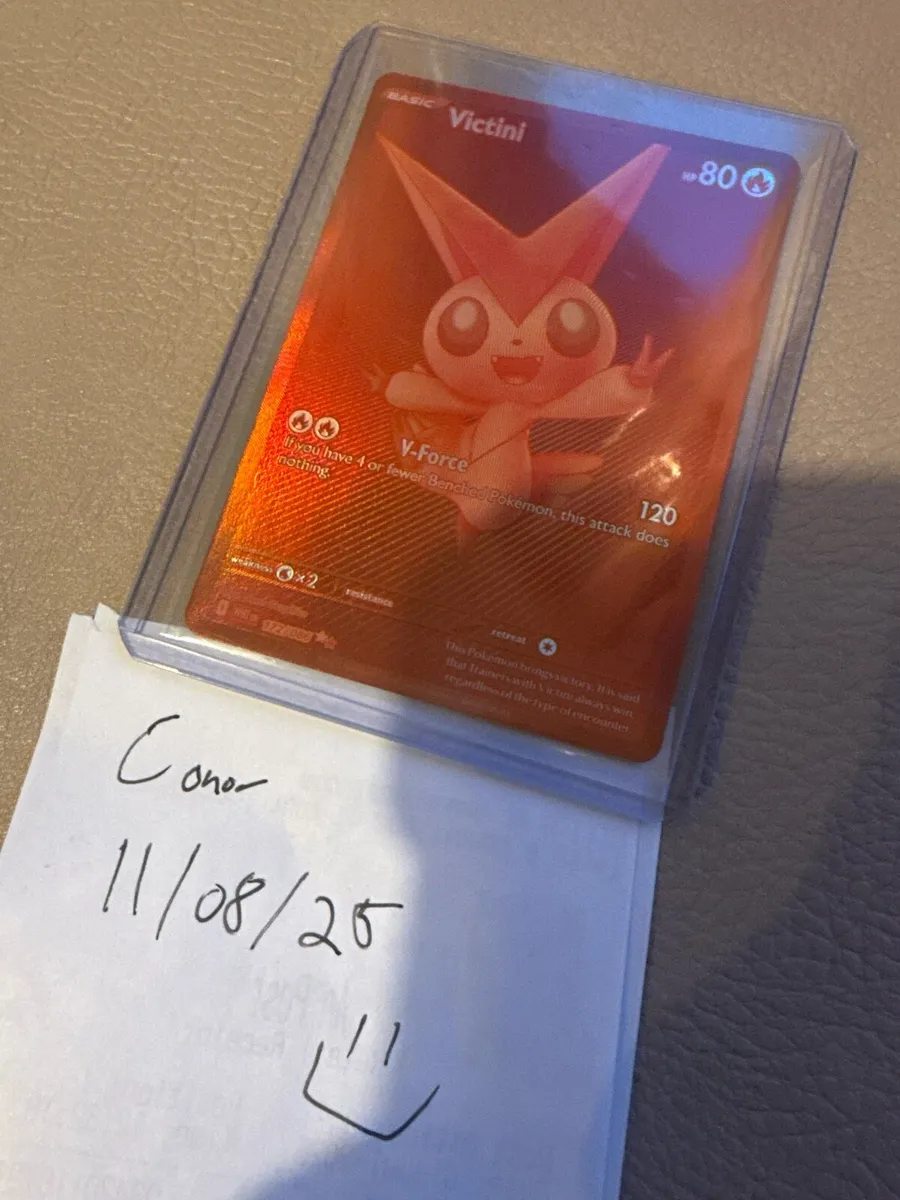 BASIC
Victini
HP 80
V-Force
120
If you have 4 or fewer Benched Pokémon, this attack does
nothing.
weakness ×2
resistance
retreat
This Pokémon brings victory. It is said
that Trainers with Victini always win
regardless of the type of encounter.
Conor
11/08/25